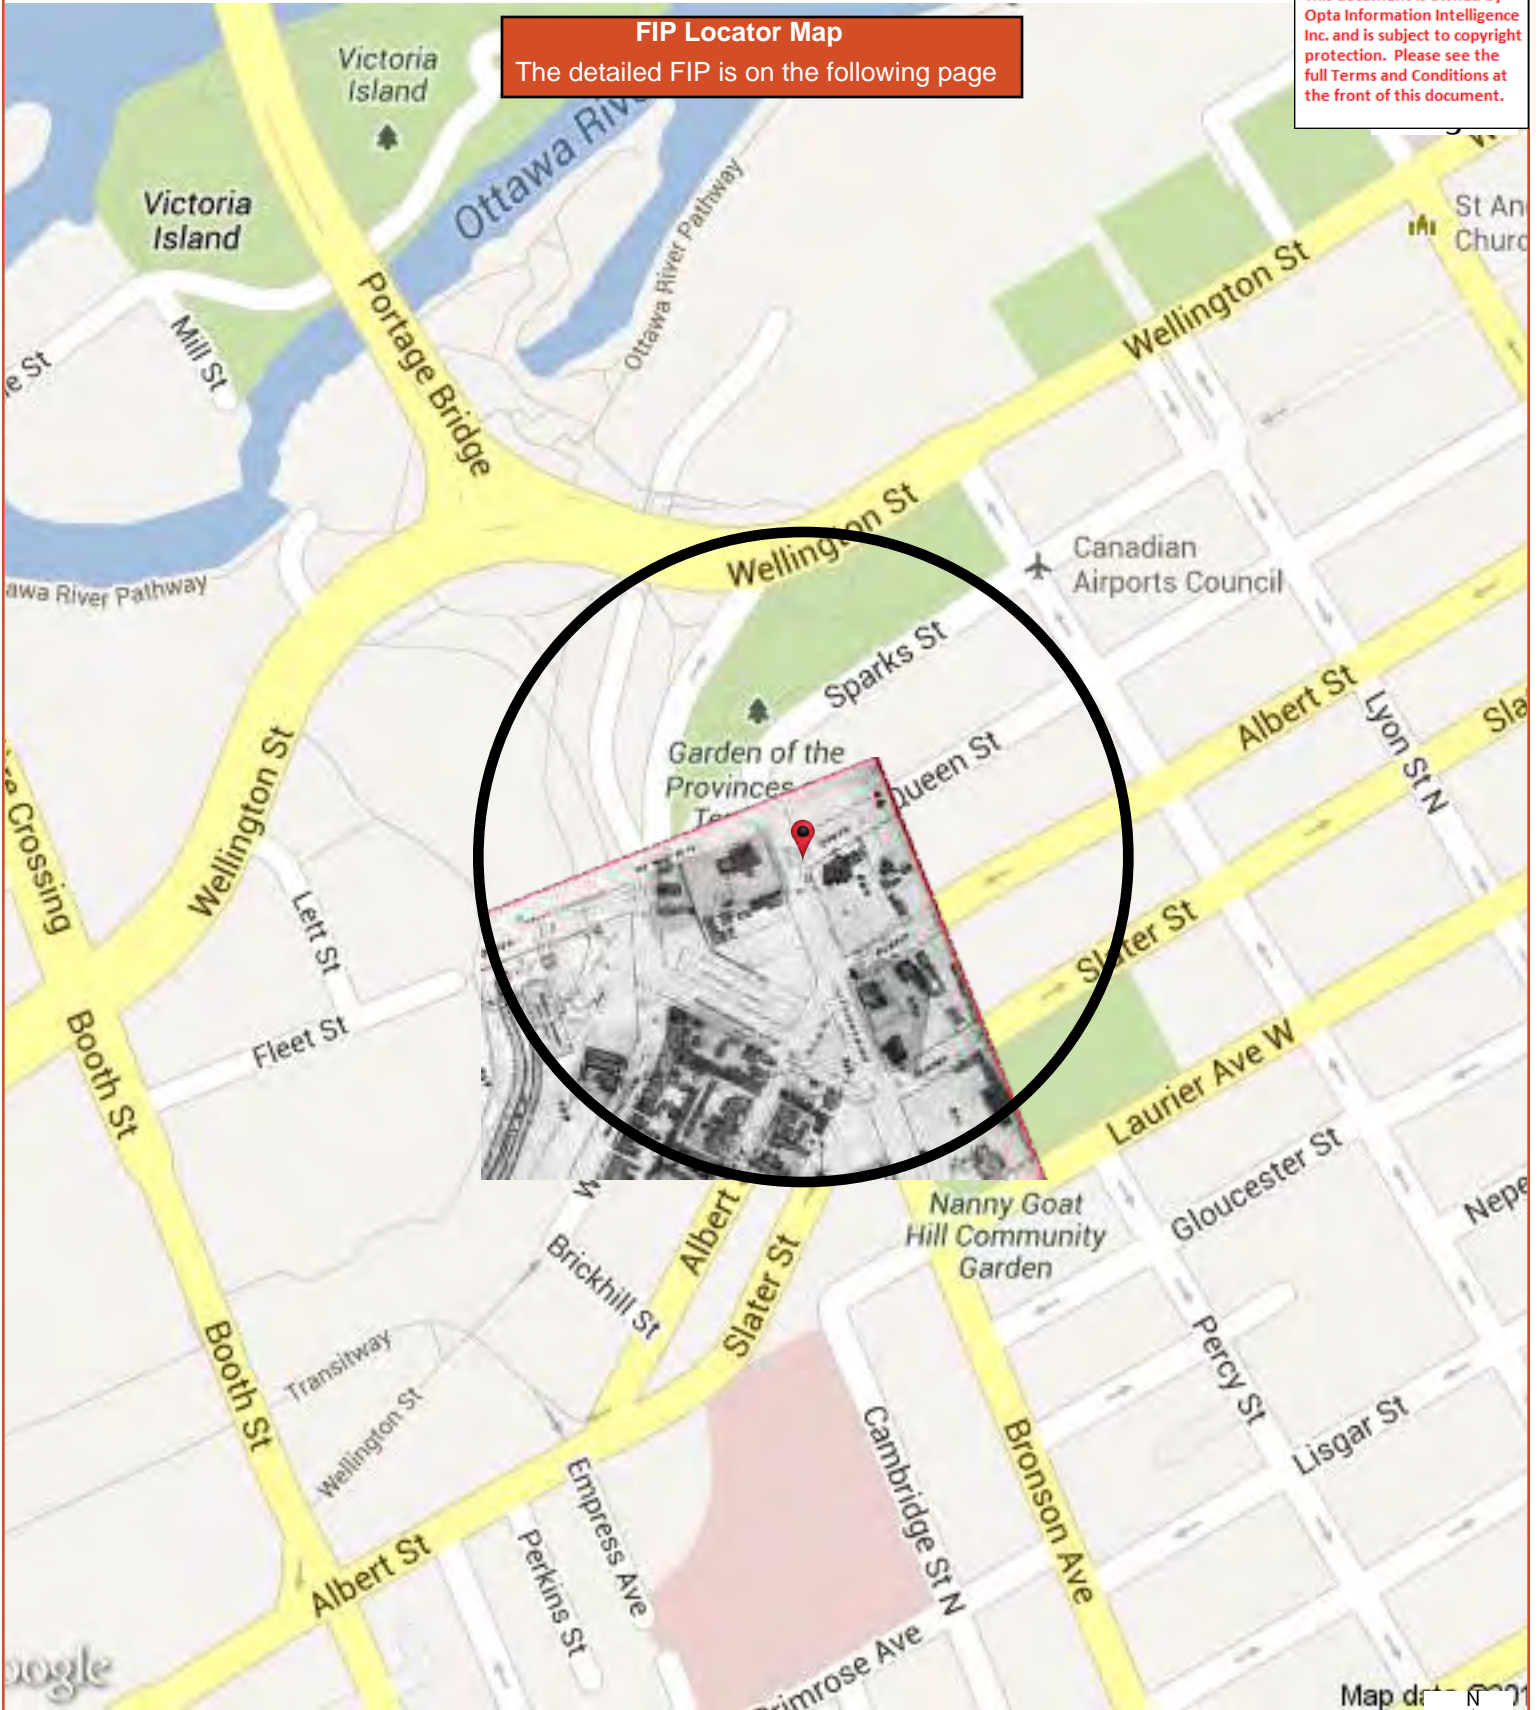 FIP Locator Map
The detailed FIP is on the following page
Opta Information Intelligence
Inc. and is subject to copyright
protection. Please see the
full Terms and Conditions at
the front of this document.
Victoria
Island
Victoria
Island
Ottawa River Pathway
Ottawa
Mill St
Portage Bridge
St
Wellington St
Canadian
Airports Council
Wellington St
River Pathway
Sparks St
Garden of the
Provinces
Queen St
Albert St
Lyon St N
Wellington St
Crossing
Lett St
Slater St
Fleet St
Booth St
Laurier Ave W
Gloucester St
Nanny Goat
Hill Community
Garden
Albert
Slater St
Brickhill St
Percy St
Booth St
Transitway
Wellington St
Lisgar St
Cambridge St N
Bronson Ave
Empress Ave
Perkins St
Albert St
Ave
Map
N